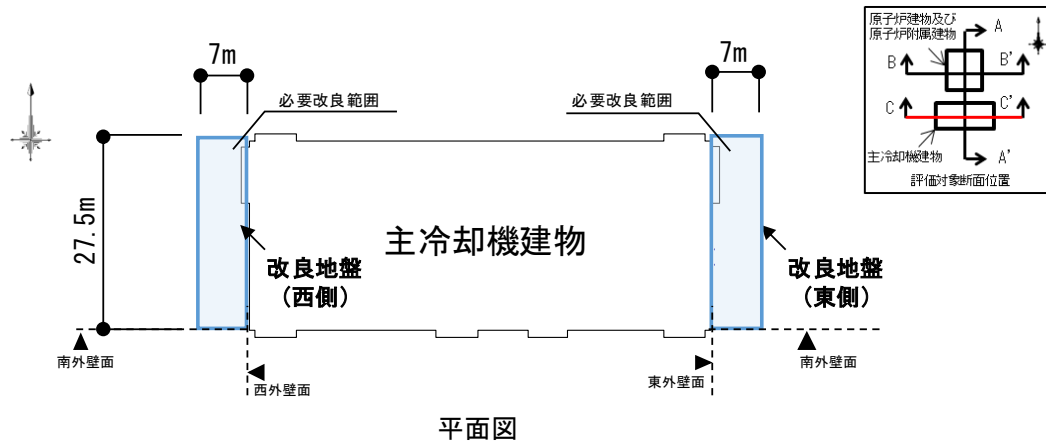 7m
必要改良範囲
7m
必要改良範囲
27.5m
主冷却機建物
改良地盤
(西側)
改良地盤
(東側)
南外壁面
西外壁面
東外壁面
南外壁面
平面図
原子炉建物及び
原子炉附属建物
A
B
B'
C
C'
主冷却機建物
A'
評価対象断面位置